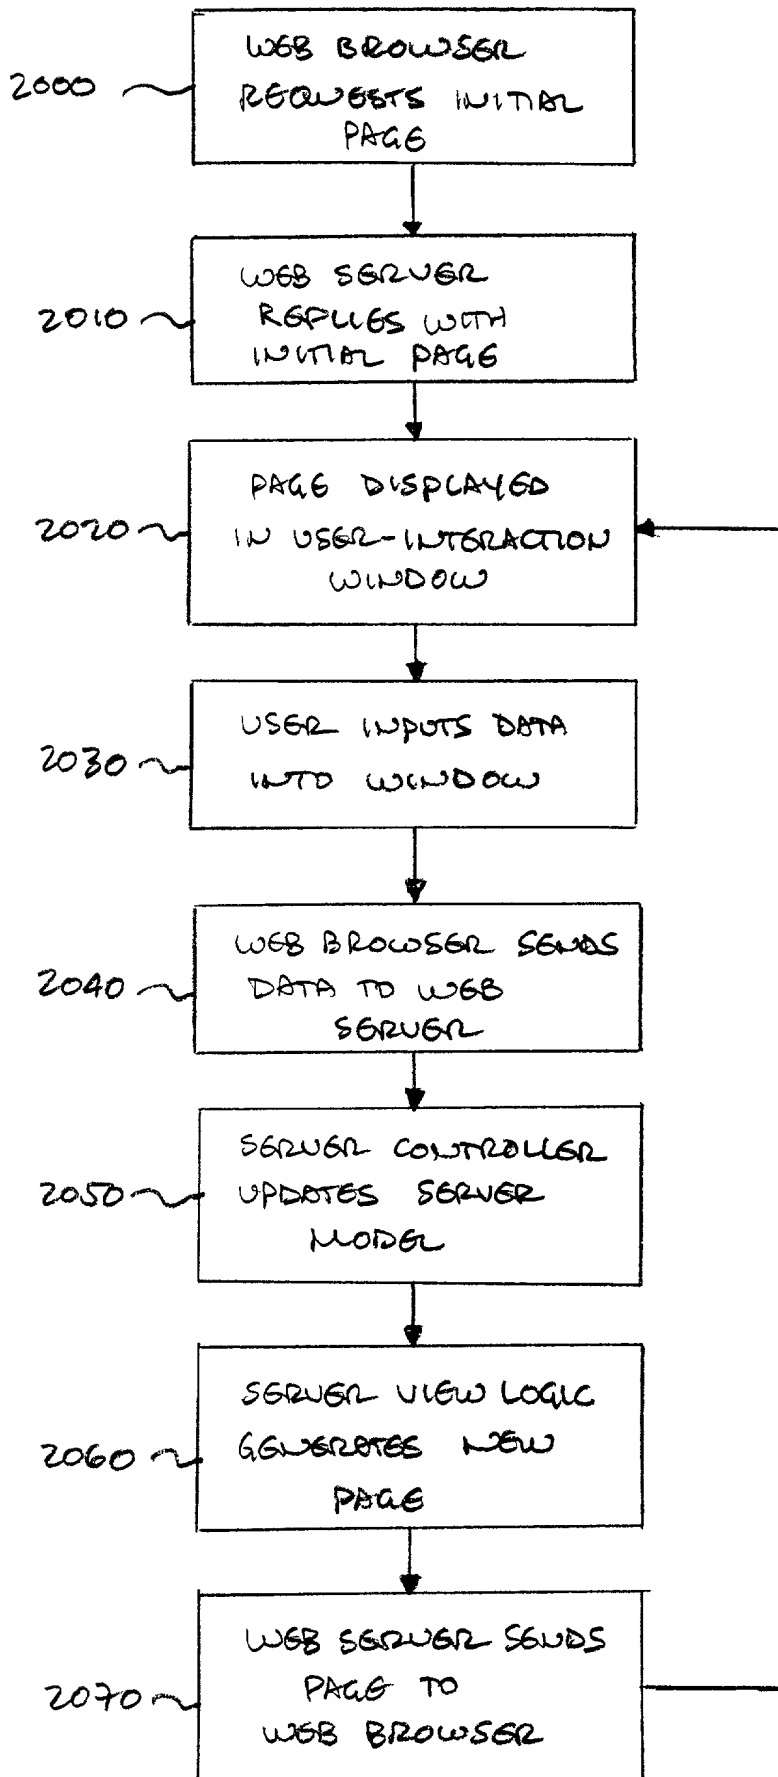 WEB BROWSER
2000 REQUESTS INITIAL
PAGE
WEB SERVER
2010 REPLIES WITH
INITIAL PAGE
PAGE DISPLAYED
2020 IN USER-INTERACTION
WINDOW
USER INPUTS DATA
2030 INTO WINDOW
WEB BROWSER SENDS
2040 DATA TO WEB
SERVER
SERVER CONTROLLER
2050 UPDATES SERVER
MODEL
SERVER VIEW LOGIC
2060 GENERATES NEW
PAGE
WEB SERVER SENDS
2070 PAGE TO
WEB BROWSER